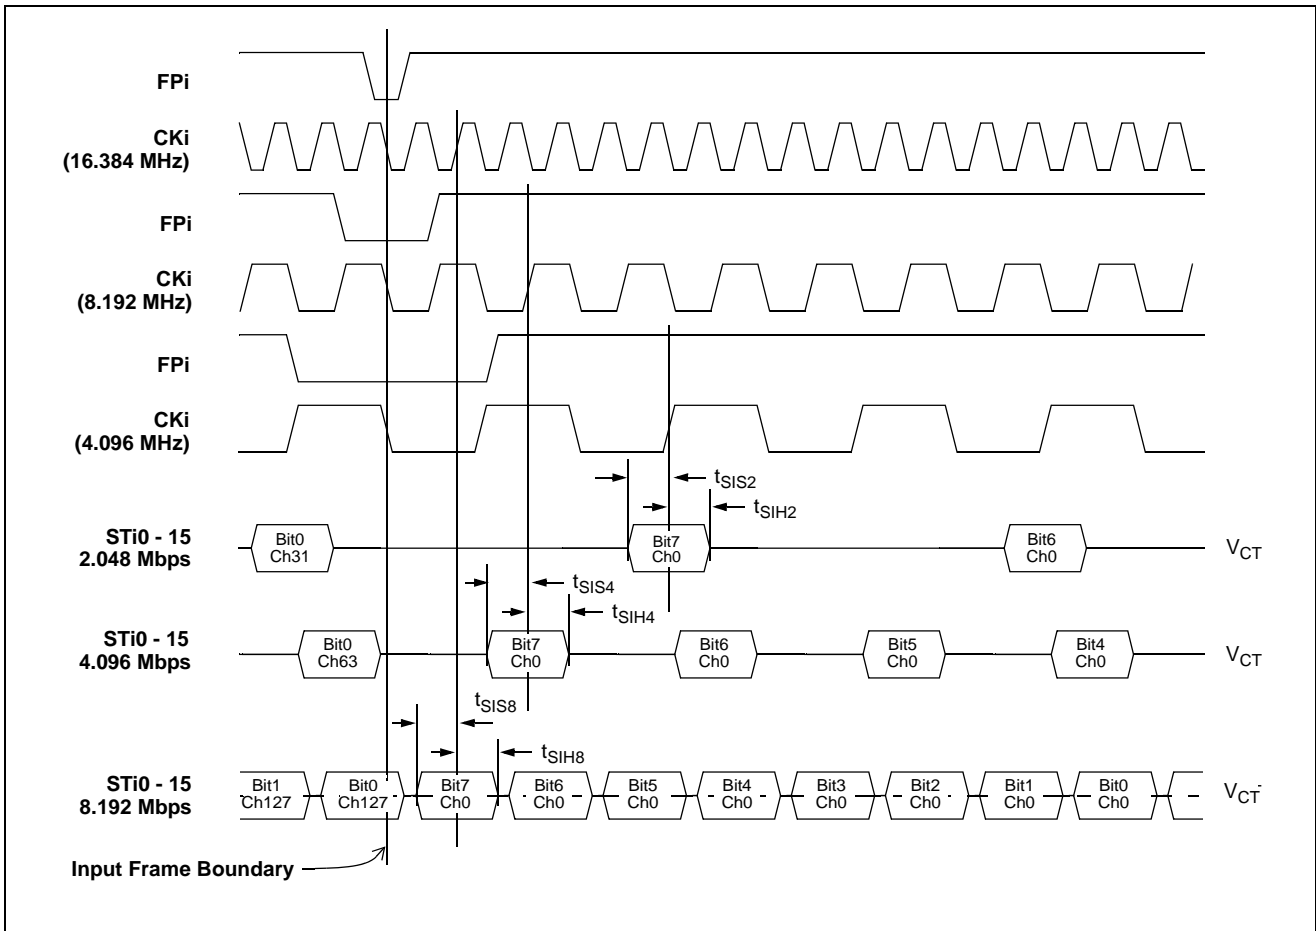 FPi
CKi
(16.384 MHz)
FPi
CKi
(8.192 MHz)
FPi
CKi
(4.096 MHz)
tSIS2
tSIH2
STi0 - 15
2.048 Mbps
Bit0
Ch31
Bit7
Ch0
Bit6
Ch0
VCT
tSIS4
tSIH4
STi0 - 15
4.096 Mbps
Bit0
Ch63
Bit7
Ch0
Bit6
Ch0
Bit5
Ch0
Bit4
Ch0
VCT
tSIS8
tSIH8
STi0 - 15
8.192 Mbps
Bit1
Ch127
Bit0
Ch127
Bit7
Ch0
Bit6
Ch0
Bit5
Ch0
Bit4
Ch0
Bit3
Ch0
Bit2
Ch0
Bit1
Ch0
Bit0
Ch0
VCT
Input Frame Boundary